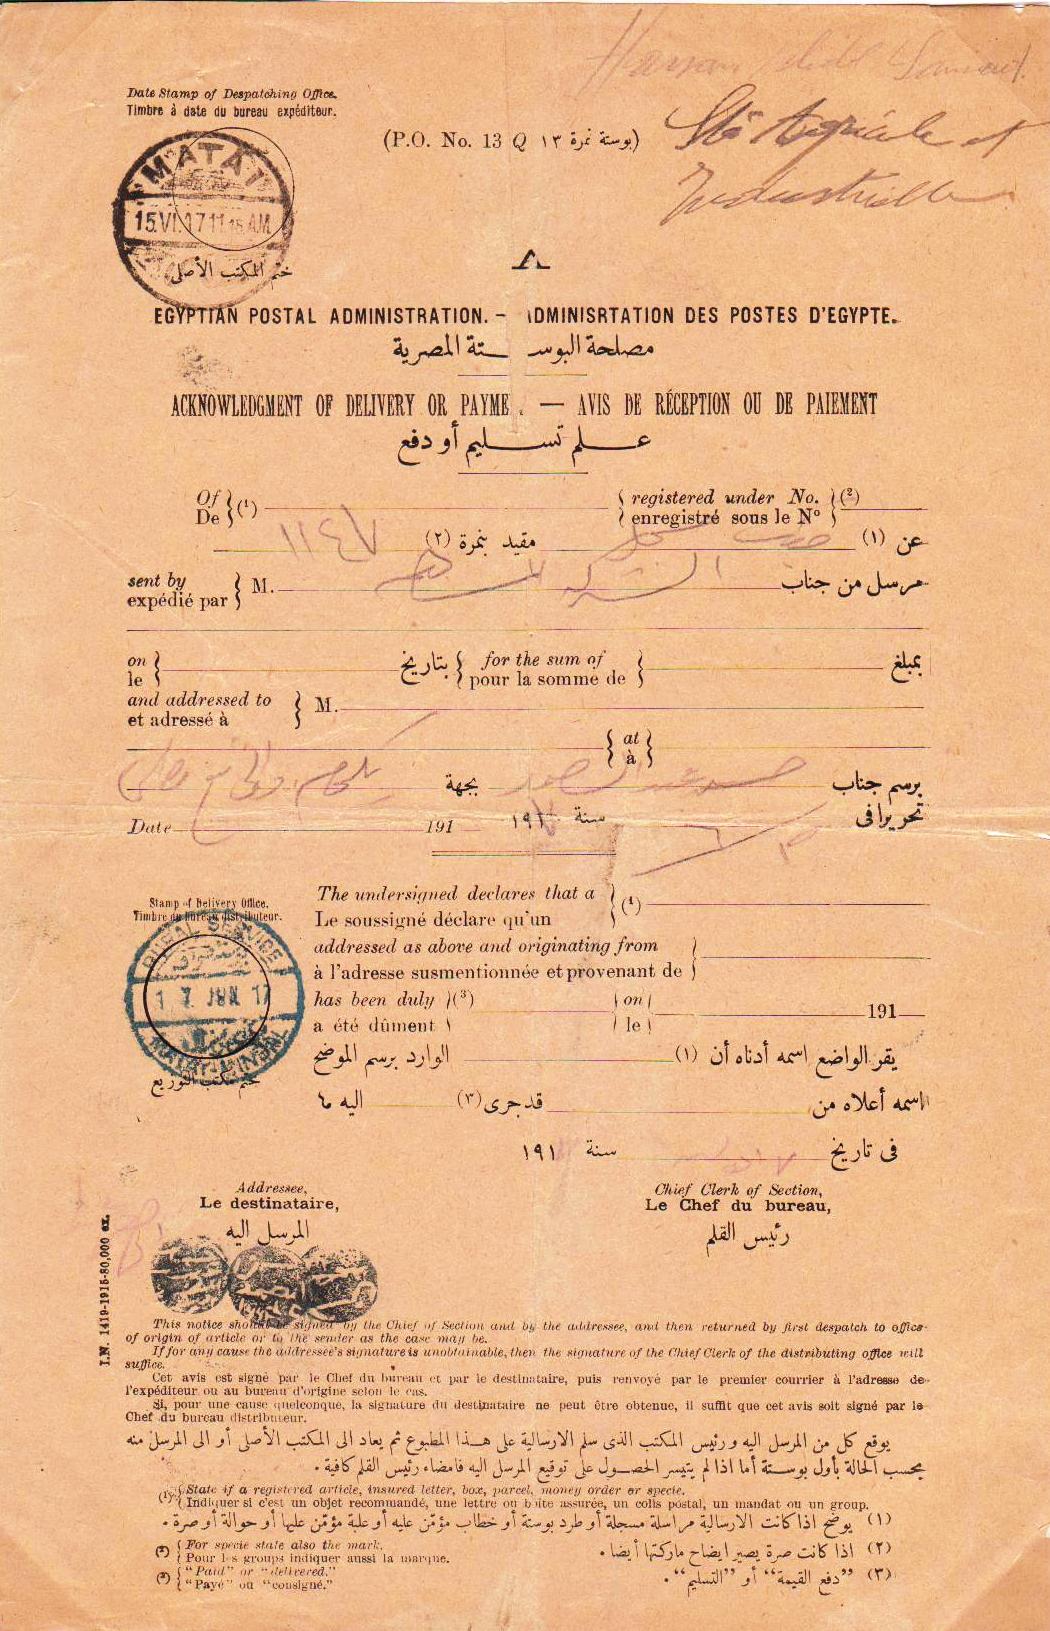 Date Stamp of Despatching Office.
Timbre à date du bureau expéditeur.
(P.O. No. 13 Q بوستة نمرة ١٣)
Sté Agricole et
Industrielle
MATAI
15.VI.17 11.15 AM
ختم المكتب الأصلى
٨
EGYPTIAN POSTAL ADMINISTRATION. - ADMINISRTATION DES POSTES D'EGYPTE.
مصلحة البوستة المصرية
ACKNOWLEDGMENT OF DELIVERY OR PAYME . — AVIS DE RÉCEPTION OU DE PAIEMENT
علم تسليم أو دفع
Of (¹) registered under No. (²)
De enregistré sous le N°
عن (١) مقيد بنمرة (٢) ١١٤٧
sent by M. مرسل من جناب
expédié par
on بتاريخ for the sum of بمبلغ
le pour la somme de
and addressed to M.
et adressé à
at
à
برسم جناب بجهة
Date 191 سنة ١٩١٧ تحريرا فى
Stamp of Delivery Office.
Timbre du bureau distributeur.
RURAL SERVICE
17 JUN 17
ختم مكتب التوزيع
The undersigned declares that a (¹)
Le soussigné déclare qu'un
addressed as above and originating from
à l'adresse susmentionnée et provenant de
has been duly (³) on 191
a été dûment le
يقر الواضع اسمه أدناه أن (١) الوارد برسم الموضح
اسمه أعلاه من قد جرى (٣) اليه ما
فى تاريخ سنة ١٩١
Addressee,
Le destinataire,
المرسل اليه
Chief Clerk of Section,
Le Chef du bureau,
رئيس القلم
I.N. 1419-1915-80,000 ex.
This notice should be signed by the Chief of Section and by the addressee, and then returned by first despatch to office
of origin of article or to the sender as the case may be.
If for any cause the addressee's signature is unobtainable, then the signature of the Chief Clerk of the distributing office will
suffice.
Cet avis est signé par le Chef du bureau et par le destinataire, puis renvoyé par le premier courrier à l'adresse de
l'expéditeur ou au bureau d'origine selon le cas.
Si, pour une cause quelconque, la signature du destinataire ne peut être obtenue, il suffit que cet avis soit signé par le
Chef du bureau distributeur.
يوقع كل من المرسل اليه ورئيس المكتب الذى سلم الارسالية على هذا المطبوع ثم يعاد الى المكتب الأصلى أو الى المرسل منه
بحسب الحالة بأول بوستة أما اذا لم يتيسر الحصول على توقيع المرسل اليه فامضاء رئيس القلم كافية .
(¹) State if a registered article, insured letter, box, parcel, money order or specie.
Indiquer si c'est un objet recommandé, une lettre ou boîte assurée, un colis postal, un mandat ou un group.
(١) يوضح اذا كانت الارسالية مراسلة مسجلة أو طرد بوستة أو خطاب مؤمن عليه أو علبة مؤمن عليها أو حوالة أو صرة .
(²) For specie state also the mark.
Pour les groups indiquer aussi la marque.
(٢) اذا كانت صرة يصير ايضاح ماركتها أيضا .
(³) "Paid" or "delivered."
"Payé" ou "consigné."
(٣) "دفع القيمة" أو "التسليم" .